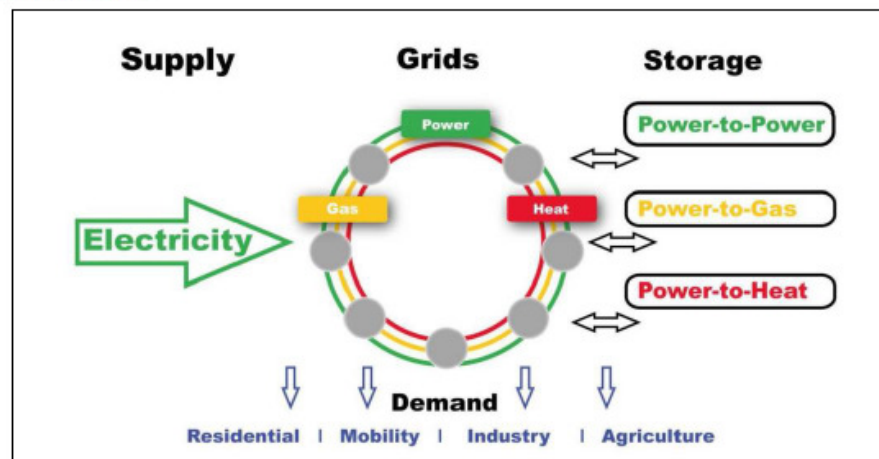 Supply Grids Storage
Power
Power-to-Power
Gas
Heat
Power-to-Gas
Electricity
Power-to-Heat
Demand
Residential | Mobility | Industry | Agriculture